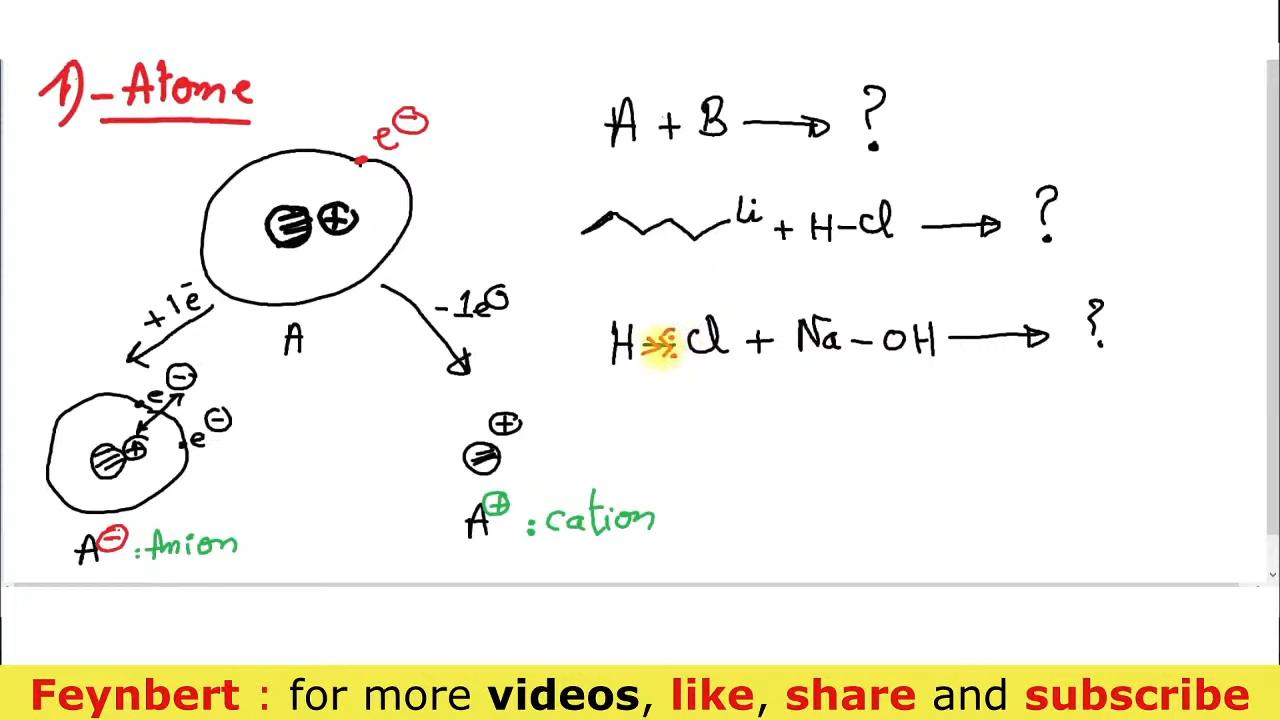 1)-Atome
e⊖
⊕
+1e⁻
-1e⊖
A
e⊖
e⊖
⊕
A⊖ : Anion
⊕
A⊕ : cation
A + B → ?
Li + H-Cl → ?
H Cl + Na-OH → ?
Feynbert : for more videos, like, share and subscribe